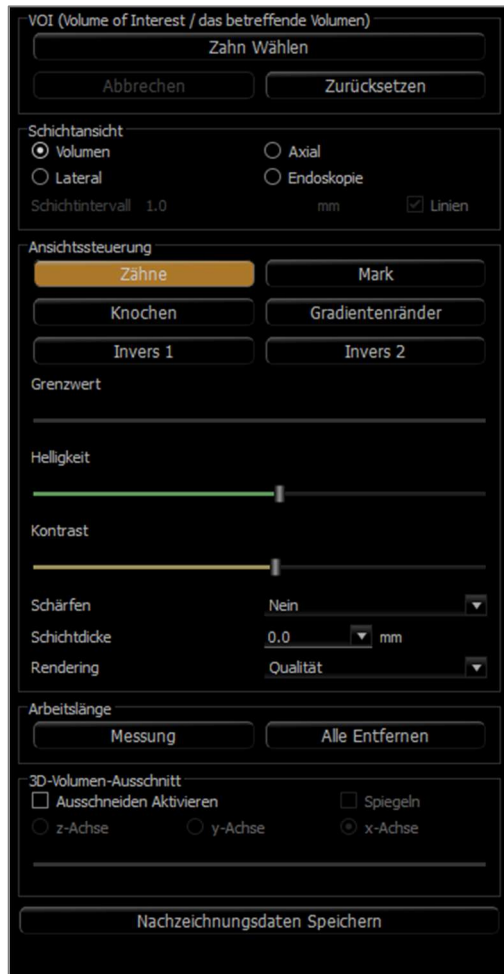 VOI (Volume of Interest / das betreffende Volumen)
Zahn Wählen
Abbrechen Zurücksetzen
Schichtansicht
Volumen Axial
Lateral Endoskopie
Schichtintervall 1.0 mm Linien
Ansichtssteuerung
Zähne Mark
Knochen Gradientenränder
Invers 1 Invers 2
Grenzwert
Helligkeit
Kontrast
Schärfen Nein
Schichtdicke 0.0 mm
Rendering Qualität
Arbeitslänge
Messung Alle Entfernen
3D-Volumen-Ausschnitt
Ausschneiden Aktivieren Spiegeln
z-Achse y-Achse x-Achse
Nachzeichnungsdaten Speichern